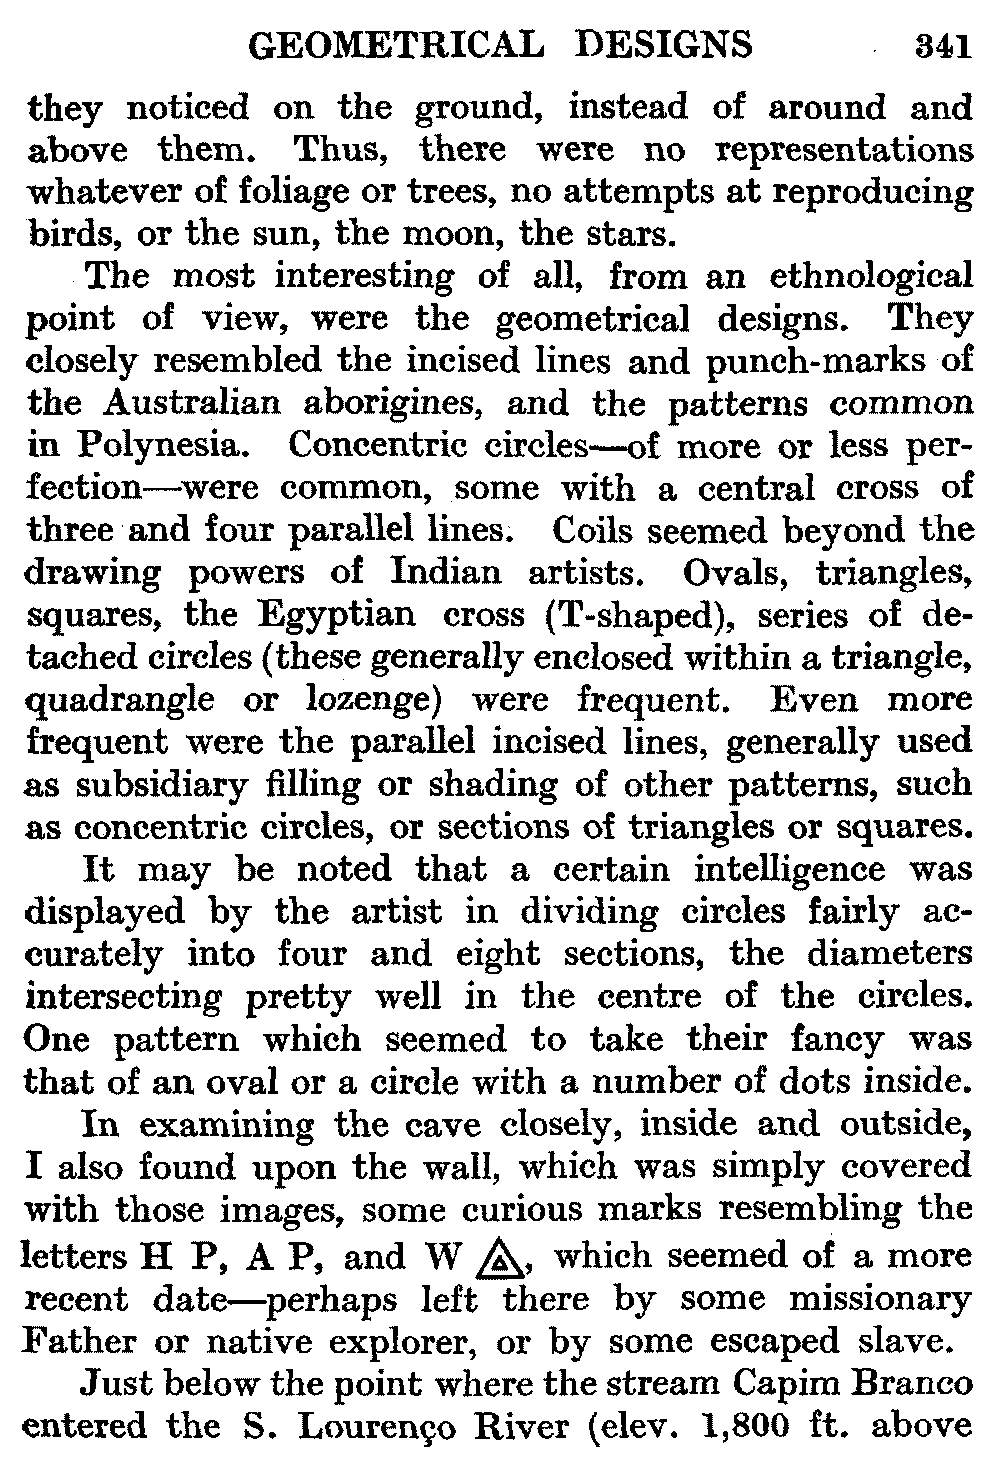 GEOMETRICAL DESIGNS 341
they noticed on the ground, instead of around and
above them. Thus, there were no representations
whatever of foliage or trees, no attempts at reproducing
birds, or the sun, the moon, the stars.
The most interesting of all, from an ethnological
point of view, were the geometrical designs. They
closely resembled the incised lines and punch-marks of
the Australian aborigines, and the patterns common
in Polynesia. Concentric circles—of more or less per-
fection—were common, some with a central cross of
three and four parallel lines. Coils seemed beyond the
drawing powers of Indian artists. Ovals, triangles,
squares, the Egyptian cross (T-shaped), series of de-
tached circles (these generally enclosed within a triangle,
quadrangle or lozenge) were frequent. Even more
frequent were the parallel incised lines, generally used
as subsidiary filling or shading of other patterns, such
as concentric circles, or sections of triangles or squares.
It may be noted that a certain intelligence was
displayed by the artist in dividing circles fairly ac-
curately into four and eight sections, the diameters
intersecting pretty well in the centre of the circles.
One pattern which seemed to take their fancy was
that of an oval or a circle with a number of dots inside.
In examining the cave closely, inside and outside,
I also found upon the wall, which was simply covered
with those images, some curious marks resembling the
letters H P, A P, and W ◬, which seemed of a more
recent date—perhaps left there by some missionary
Father or native explorer, or by some escaped slave.
Just below the point where the stream Capim Branco
entered the S. Lourenço River (elev. 1,800 ft. above